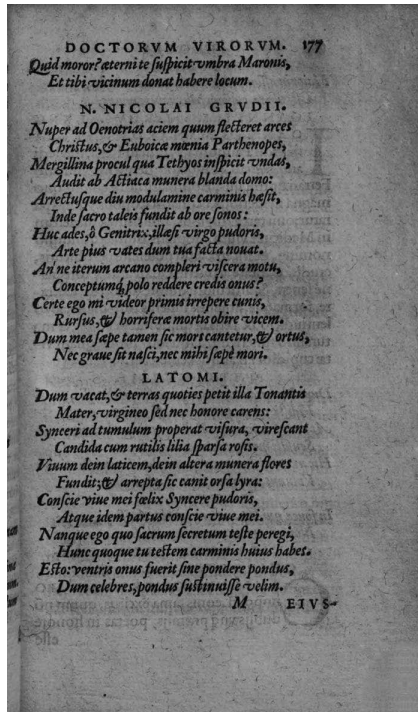 DOCTORVM VIRORVM. 177
Quid moror? æterni te ſuſpicit vmbra Maronis,
Et tibi vicinum donat habere locum.
N. NICOLAI GRVDII.
Nuper ad Oenotrias aciem quum flecteret arces
Chriſtus, & Euboicæ mœnia Parthenopes,
Mergillina procul qua Tethyos inſpicit vndas,
Audit ab Actiaca munera blanda domo:
Arrectuſque diu modulamine carminis hæſit,
Inde ſacro taleis fundit ab ore ſonos:
Huc ades, ô Genitrix, illæſi virgo pudoris,
Arte pius vates dum tua facta nouat.
An'ne iterum arcano compleri viſcera motu,
Conceptumq́; polo reddere credis onus?
Certe ego mi videor primis irrepere cunis,
Rurſus, & horriferæ mortis obire vicem.
Dum mea ſæpe tamen ſic mors cantetur, & ortus,
Nec graue ſit naſci, nec mihi ſæpè mori.
LATOMI.
Dum vacat, & terras quoties petit illa Tonantis
Mater, virgineo ſed nec honore carens:
Synceri ad tumulum properat viſura, vireſcant
Candida cum rutilis lilia ſparſa roſis.
Viuum dein laticem, dein altera munera flores
Fundit; & arrepta ſic canit orſa lyra:
Conſcie viue mei fœlix Syncere pudoris,
Atque idem partus conſcie viue mei.
Nanque ego quo ſacrum ſecretum teſte peregi,
Hunc quoque tu teſtem carminis huius habes.
Eſto: ventris onus fuerit ſine pondere pondus,
Dum celebres, pondus ſuſtinuiſſe velim.
M EIVS-